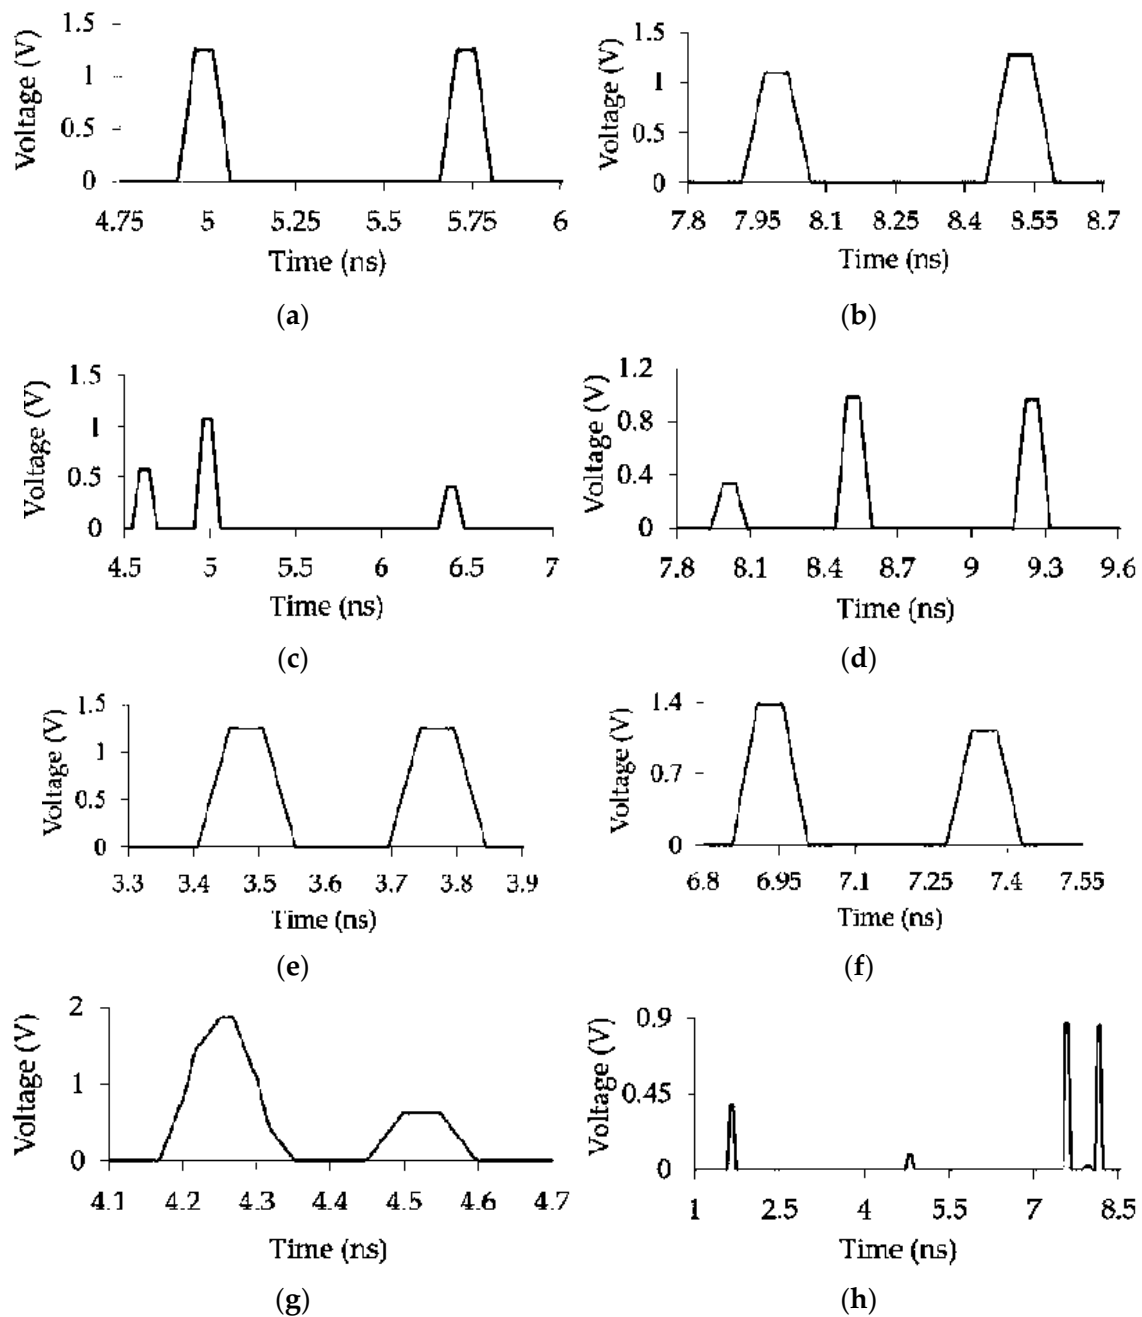 1.5
1
0.5
0
Voltage (V)
4.75 5 5.25 5.5 5.75 6
Time (ns)
(a)
1.5
1
0.5
0
Voltage (V)
7.8 7.95 8.1 8.25 8.4 8.55 8.7
Time (ns)
(b)
1.5
1
0.5
0
Voltage (V)
4.5 5 5.5 6 6.5 7
Time (ns)
(c)
1.2
0.8
0.4
0
Voltage (V)
7.8 8.1 8.4 8.7 9 9.3 9.6
Time (ns)
(d)
1.5
1
0.5
0
Voltage (V)
3.3 3.4 3.5 3.6 3.7 3.8 3.9
Time (ns)
(e)
1.4
0.7
0
Voltage (V)
6.8 6.95 7.1 7.25 7.4 7.55
Time (ns)
(f)
2
1
0
Voltage (V)
4.1 4.2 4.3 4.4 4.5 4.6 4.7
Time (ns)
(g)
0.9
0.45
0
Voltage (V)
1 2.5 4 5.5 7 8.5
Time (ns)
(h)